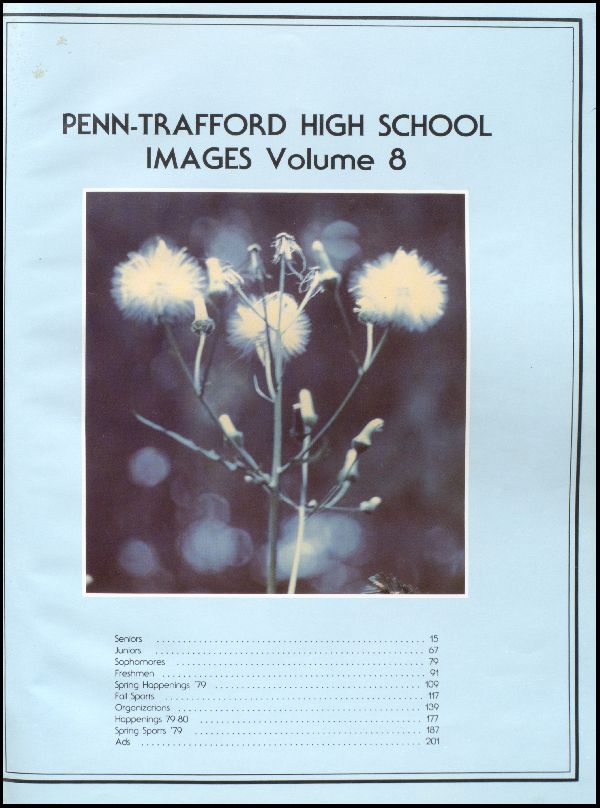 PENN-TRAFFORD HIGH SCHOOL
IMAGES Volume 8
Seniors ........................................ 15
Juniors ........................................ 67
Sophomores ........................................ 79
Freshmen ........................................ 91
Spring Happenings '79 ........................................ 109
Fall Sports ........................................ 117
Organizations ........................................ 139
Happenings 79-80 ........................................ 177
Spring Sports '79 ........................................ 187
Ads ........................................ 201